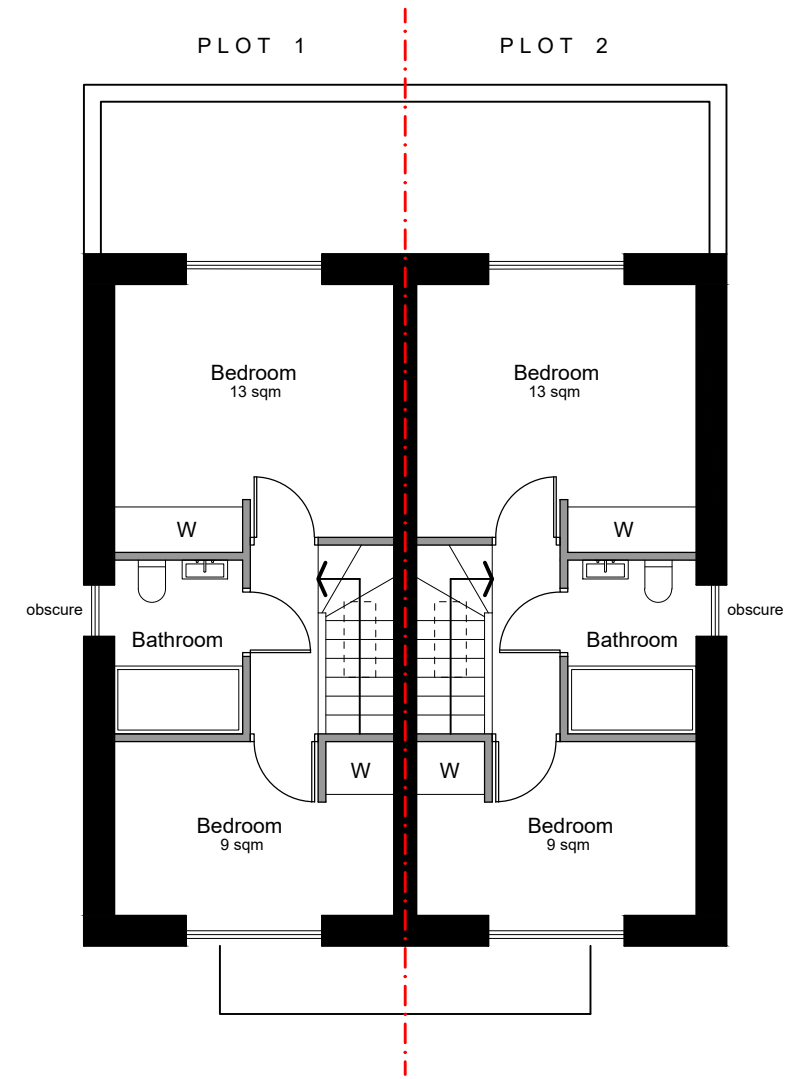 PLOT 1
PLOT 2
Bedroom
13 sqm
Bedroom
13 sqm
W
W
obscure
obscure
Bathroom
Bathroom
W
W
Bedroom
9 sqm
Bedroom
9 sqm